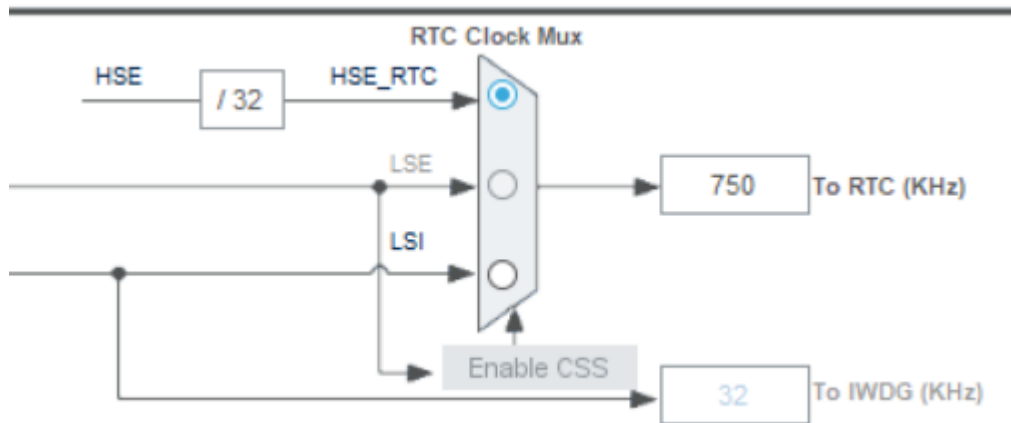 RTC Clock Mux
HSE
/ 32
HSE_RTC
LSE
750
To RTC (KHz)
LSI
Enable CSS
32
To IWDG (KHz)